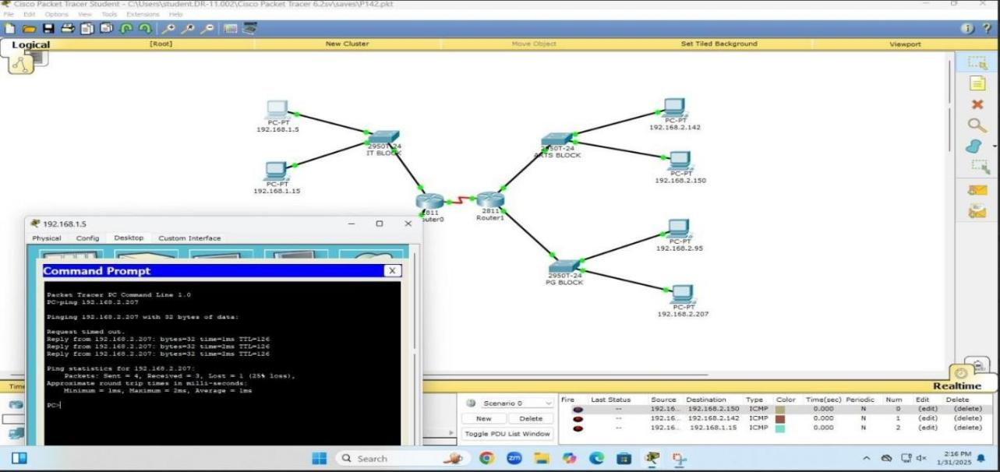 Cisco Packet Tracer Student - C:\Users\student.DR-11.002\Cisco Packet Tracer 6.2sv\saves\P142.pkt
File Edit Options View Tools Extensions Help
Logical [Root] New Cluster Move Object Set Tiled Background Viewport
PC-PT
192.168.1.5
PC-PT
192.168.1.15
2950T-24
IT BLOCK
2811
Router1
2950T-24
ARTS BLOCK
PC-PT
192.168.2.142
PC-PT
192.168.2.150
PC-PT
192.168.2.95
2950T-24
PG BLOCK
PC-PT
192.168.2.207
192.168.1.5
Physical Config Desktop Custom Interface
Command Prompt X
Packet Tracer PC Command Line 1.0
PC>ping 192.168.2.207
Pinging 192.168.2.207 with 32 bytes of data:
Request timed out.
Reply from 192.168.2.207: bytes=32 time=1ms TTL=126
Reply from 192.168.2.207: bytes=32 time=2ms TTL=126
Reply from 192.168.2.207: bytes=32 time=2ms TTL=126
Ping statistics for 192.168.2.207:
Packets: Sent = 4, Received = 3, Lost = 1 (25% loss),
Approximate round trip times in milli-seconds:
Minimum = 1ms, Maximum = 2ms, Average = 1ms
PC>
Time
Realtime
Scenario 0
New Delete
Toggle PDU List Window
Fire Last Status Source Destination Type Color Time(sec) Periodic Num Edit Delete
-- 192.16... 192.168.2.150 ICMP 0.000 N 0 (edit) (delete)
-- 192.16... 192.168.2.142 ICMP 0.000 N 1 (edit) (delete)
-- 192.16... 192.168.1.15 ICMP 0.000 N 2 (edit) (delete)
Search
zm
2:16 PM
1/31/2025